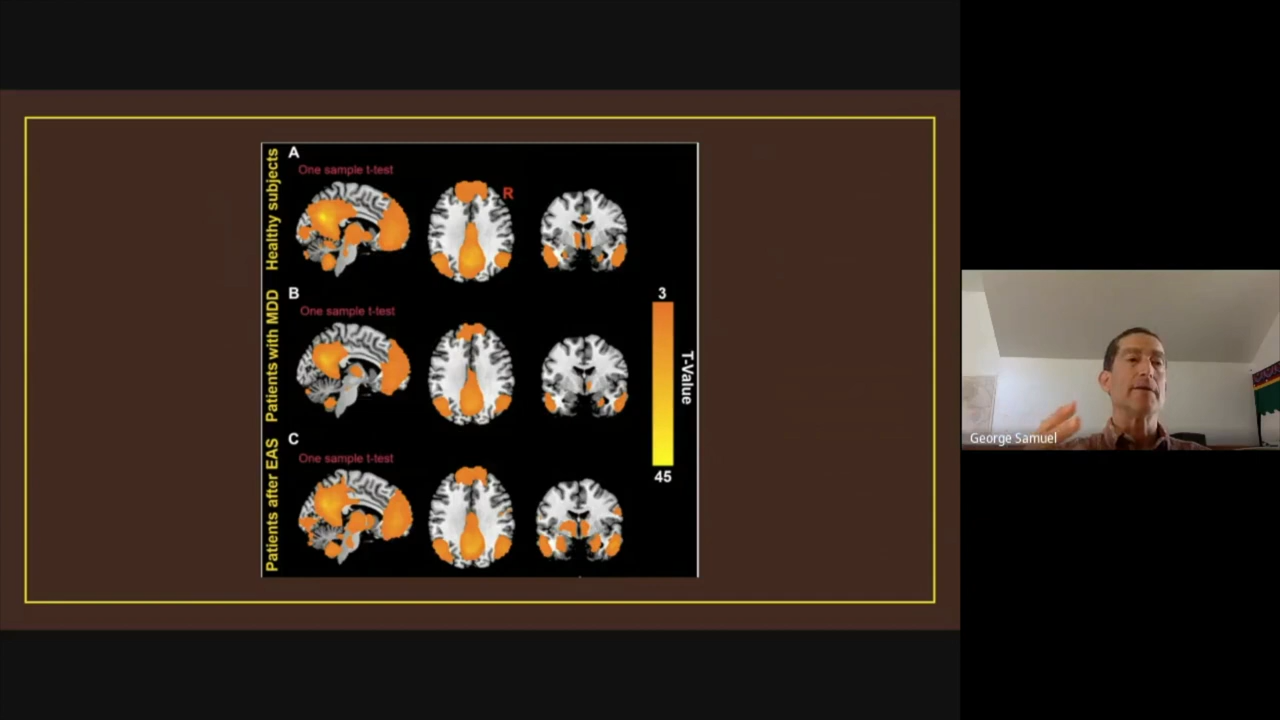 Healthy subjects
A
One sample t-test
R
Patients with MDD
B
One sample t-test
3
T-Value
45
Patients after EAS
C
One sample t-test
George Samuel